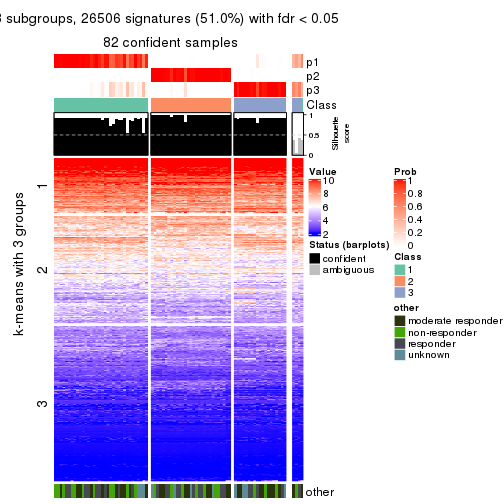 subgroups, 26506 signatures (51.0%) with fdr < 0.05
82 confident samples
p1
p2
p3
Class
1
0.5
0
Silhouette
score
k-means with 3 groups
1
2
3
other
Value
10
8
6
4
2
Status (barplots)
confident
ambiguous
Prob
1
0.8
0.6
0.4
0.2
0
Class
1
2
3
other
moderate responder
non-responder
responder
unknown